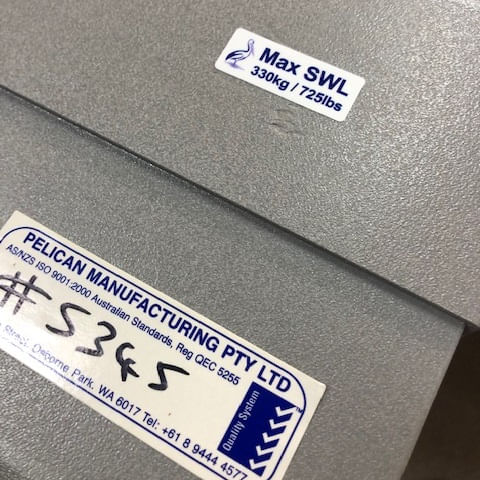 Max SWL
330kg / 725lbs
PELICAN MANUFACTURING PTY LTD
AS/NZS ISO 9001:2000 Australian Standards, Reg QEC 5255
#5345
Street, Osborne Park. WA 6017 Tel: +61 8 9444 4577
Quality System
TM